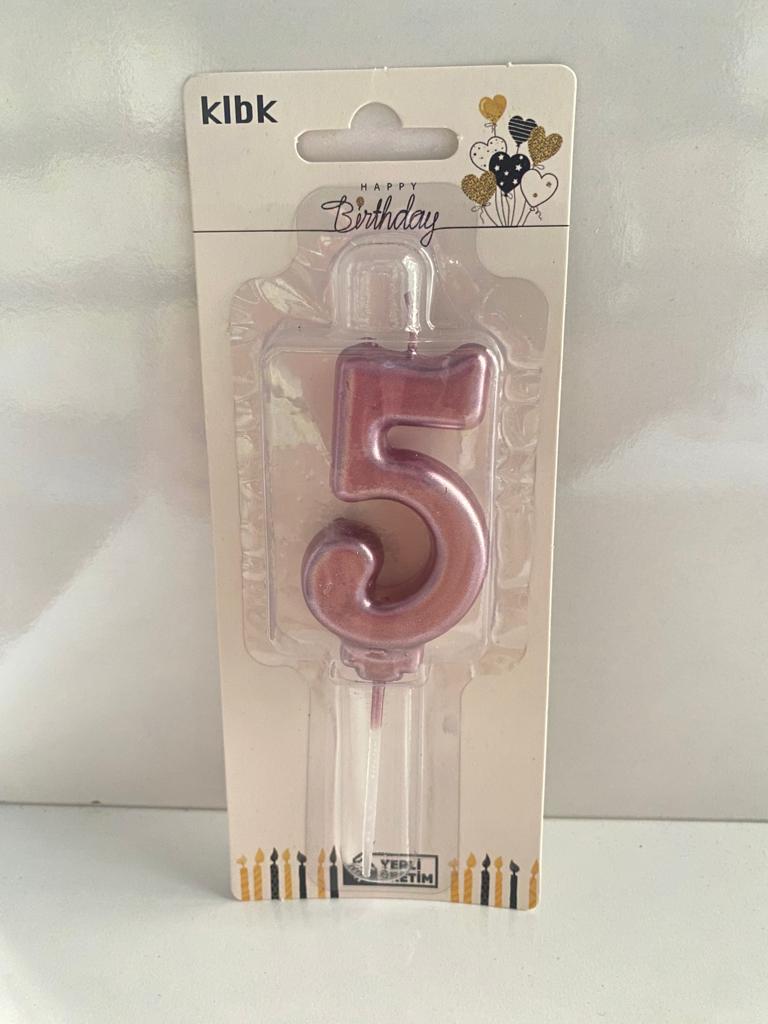 klbk
HAPPY
Birthday
5
YERLİ
ÜRETİM